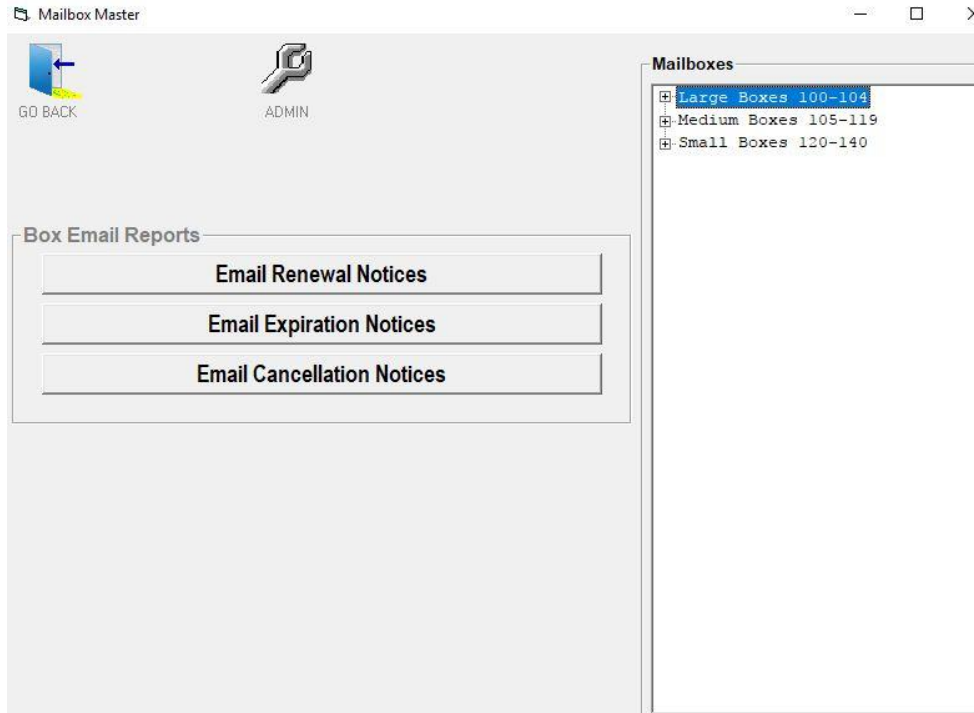 Mailbox Master
GO BACK
ADMIN
Box Email Reports
Email Renewal Notices
Email Expiration Notices
Email Cancellation Notices
Mailboxes
Large Boxes 100-104
Medium Boxes 105-119
Small Boxes 120-140